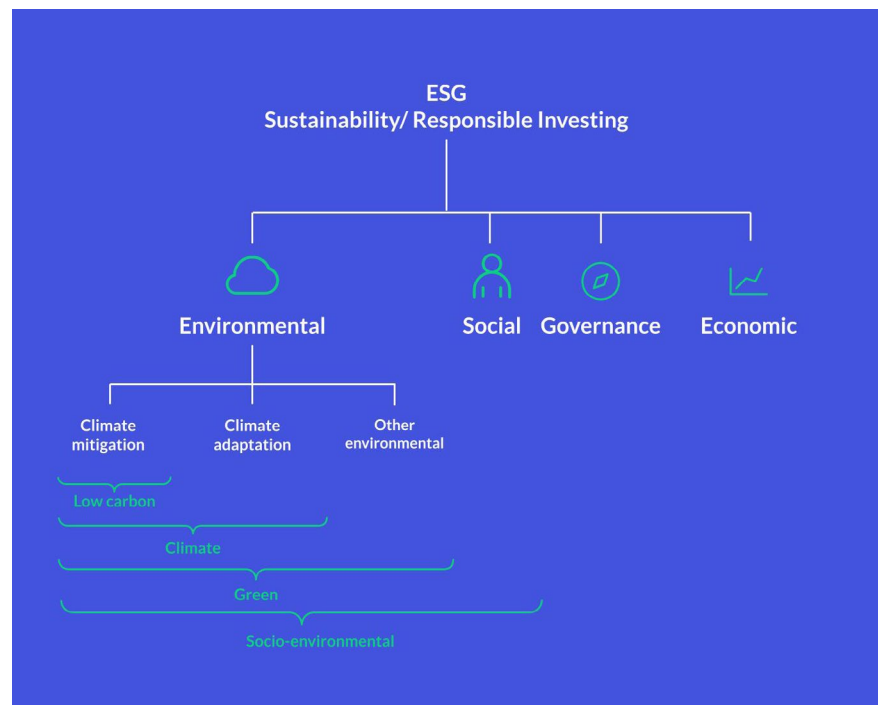 ESG
Sustainability/ Responsible Investing
Environmental
Social
Governance
Economic
Climate
mitigation
Climate
adaptation
Other
environmental
Low carbon
Climate
Green
Socio-environmental